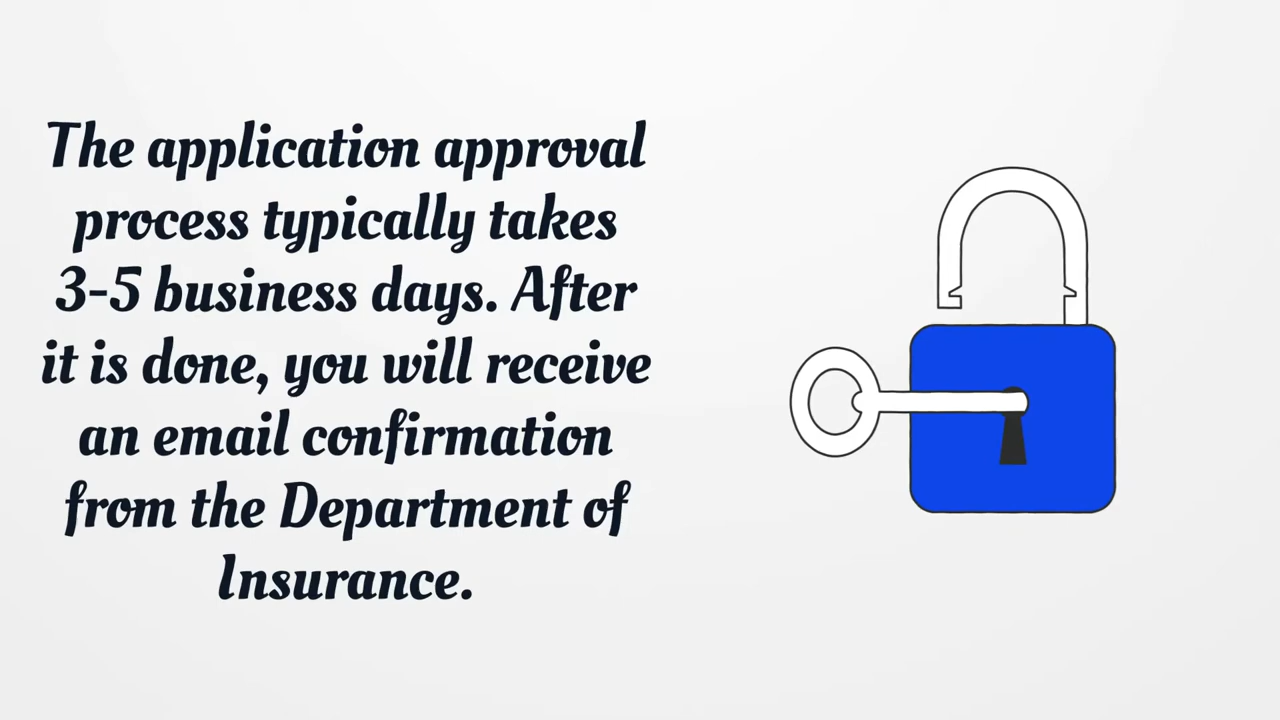 The application approval
process typically takes
3-5 business days. After
it is done, you will receive
an email confirmation
from the Department of
Insurance.